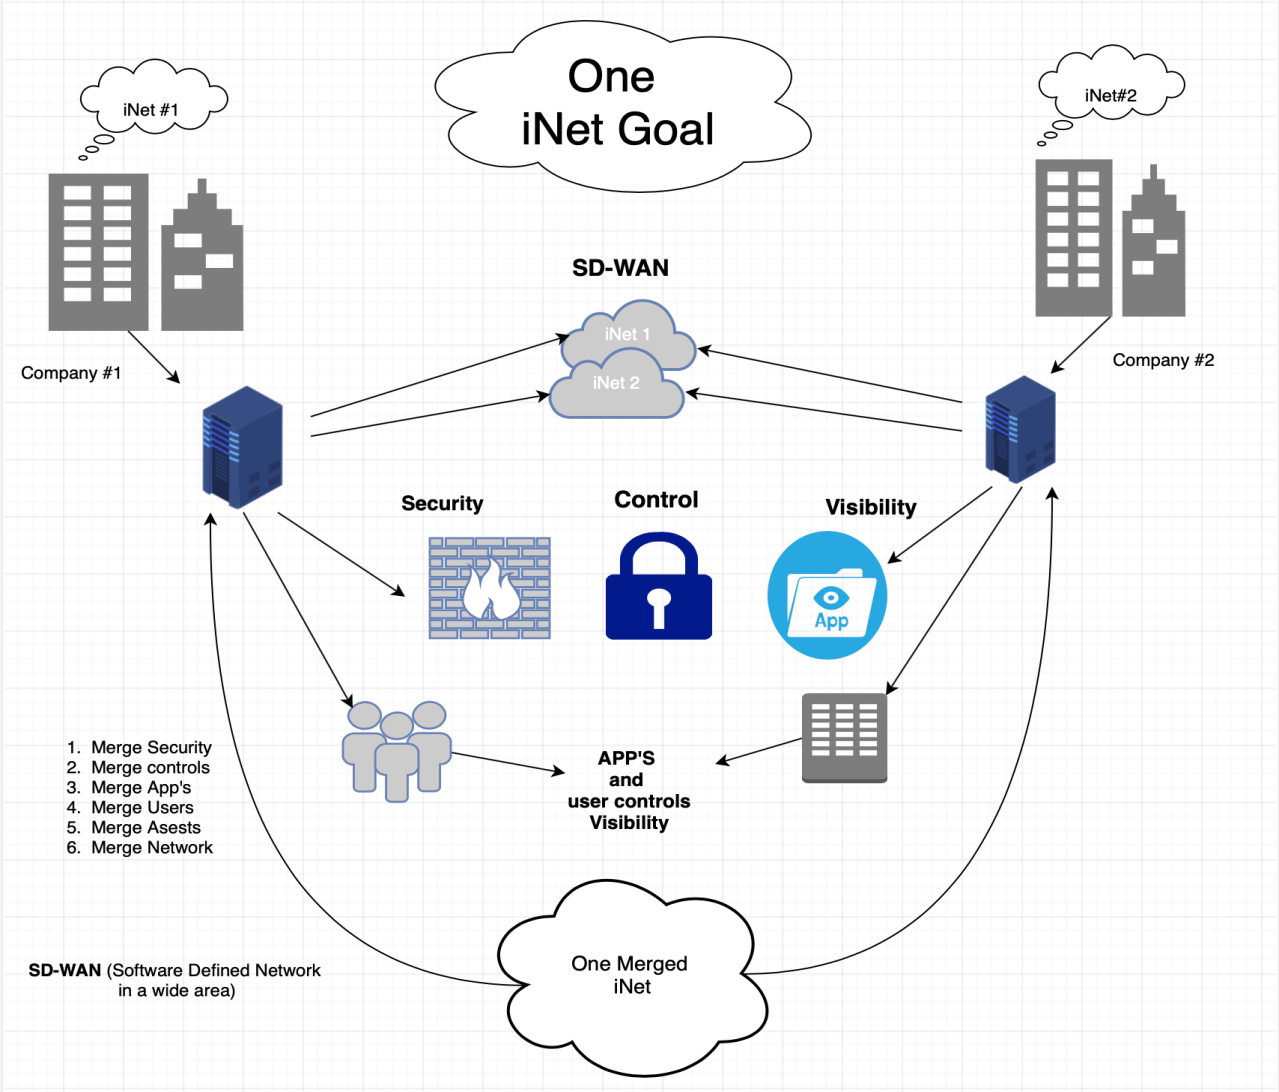 One
iNet Goal
iNet #1
iNet#2
SD-WAN
iNet 1
iNet 2
Company #1
Company #2
Security
Control
Visibility
App
1. Merge Security
2. Merge controls
3. Merge App's
4. Merge Users
5. Merge Asests
6. Merge Network
APP'S
and
user controls
Visibility
One Merged
iNet
SD-WAN (Software Defined Network
in a wide area)